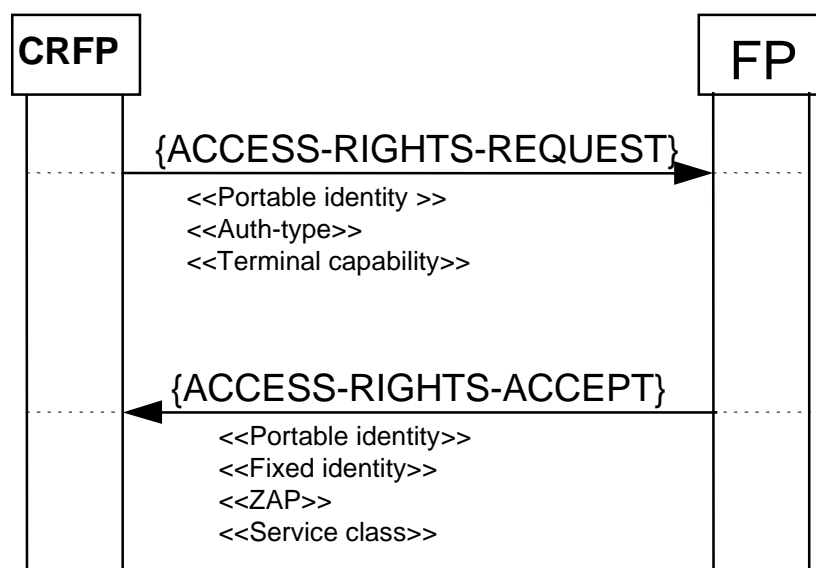 CRFP
FP
{ACCESS-RIGHTS-REQUEST}
<<Portable identity >>
<<Auth-type>>
<<Terminal capability>>
{ACCESS-RIGHTS-ACCEPT}
<<Portable identity>>
<<Fixed identity>>
<<ZAP>>
<<Service class>>